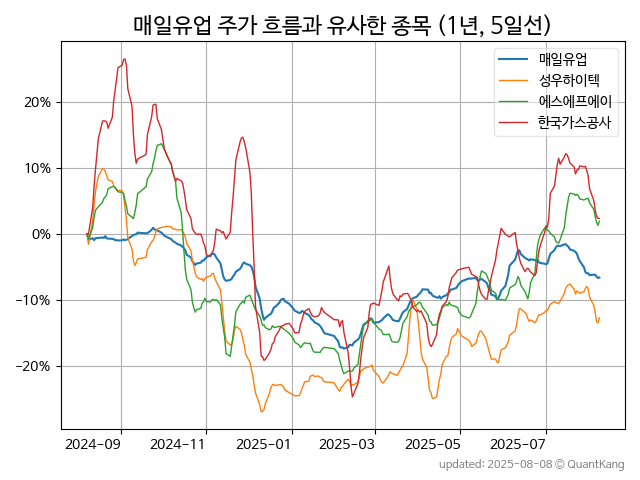 매일유업 주가 흐름과 유사한 종목 (1년, 5일선)
매일유업
성우하이텍
에스에프에이
한국가스공사
20%
10%
0%
−10%
−20%
2024-09
2024-11
2025-01
2025-03
2025-05
2025-07
updated: 2025-08-08 © QuantKang